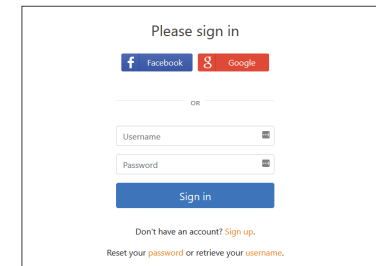 Please sign in
f Facebook
g Google
OR
Username
Password
Sign in
Don't have an account? Sign up.
Reset your password or retrieve your username.